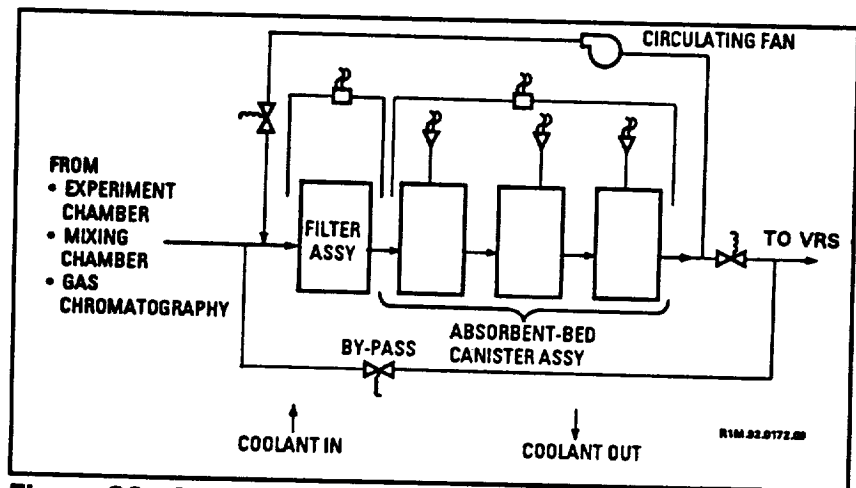 CIRCULATING FAN
FROM
• EXPERIMENT
CHAMBER
• MIXING
CHAMBER
• GAS
CHROMATOGRAPHY
FILTER
ASSY
TO VRS
ABSORBENT-BED
CANISTER ASSY
BY-PASS
COOLANT IN
COOLANT OUT